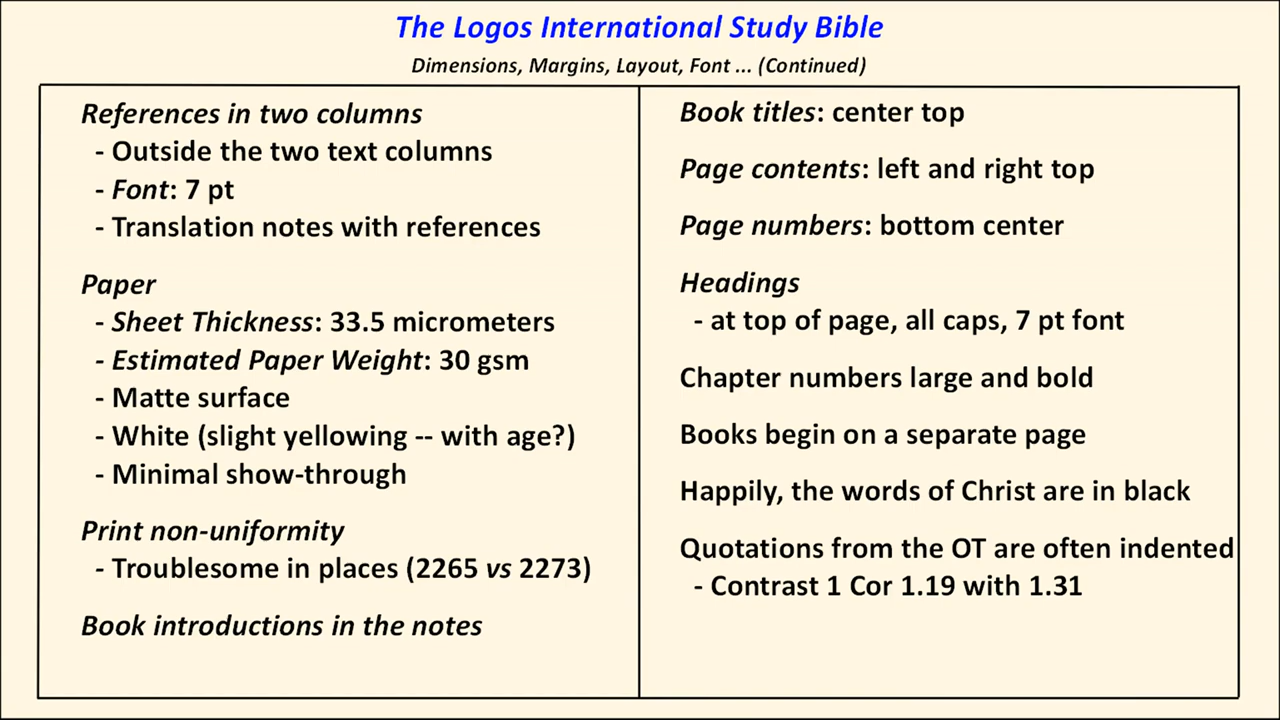 The Logos International Study Bible
Dimensions, Margins, Layout, Font ... (Continued)
References in two columns
- Outside the two text columns
- Font: 7 pt
- Translation notes with references
Paper
- Sheet Thickness: 33.5 micrometers
- Estimated Paper Weight: 30 gsm
- Matte surface
- White (slight yellowing -- with age?)
- Minimal show-through
Print non-uniformity
- Troublesome in places (2265 vs 2273)
Book introductions in the notes
Book titles: center top
Page contents: left and right top
Page numbers: bottom center
Headings
- at top of page, all caps, 7 pt font
Chapter numbers large and bold
Books begin on a separate page
Happily, the words of Christ are in black
Quotations from the OT are often indented
- Contrast 1 Cor 1.19 with 1.31